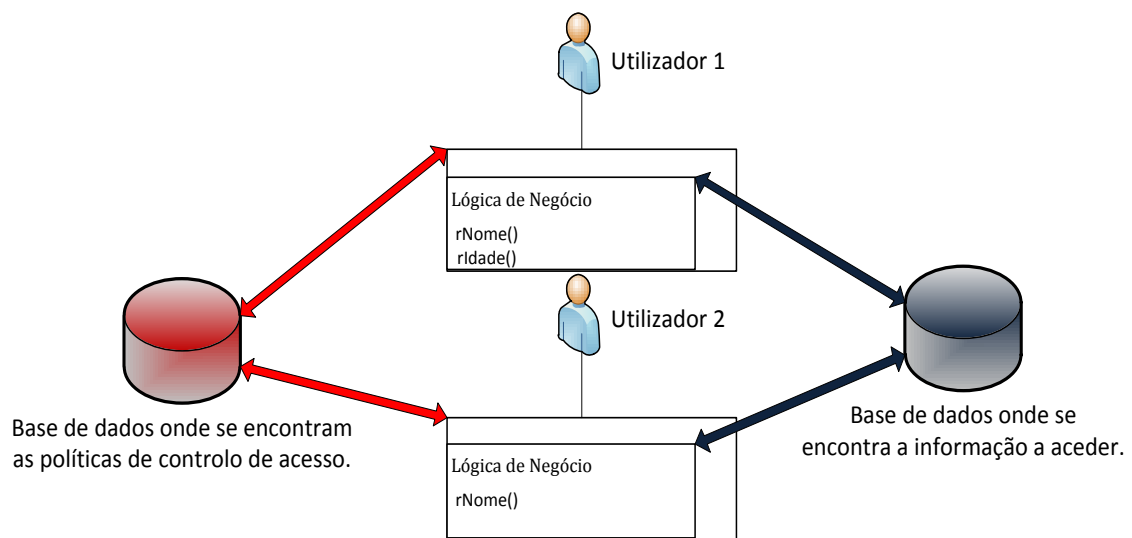 Utilizador 1
Lógica de Negócio
rNome()
rIdade()
Utilizador 2
Base de dados onde se encontram
as políticas de controlo de acesso.
Base de dados onde se
encontra a informação a aceder.
Lógica de Negócio
rNome()